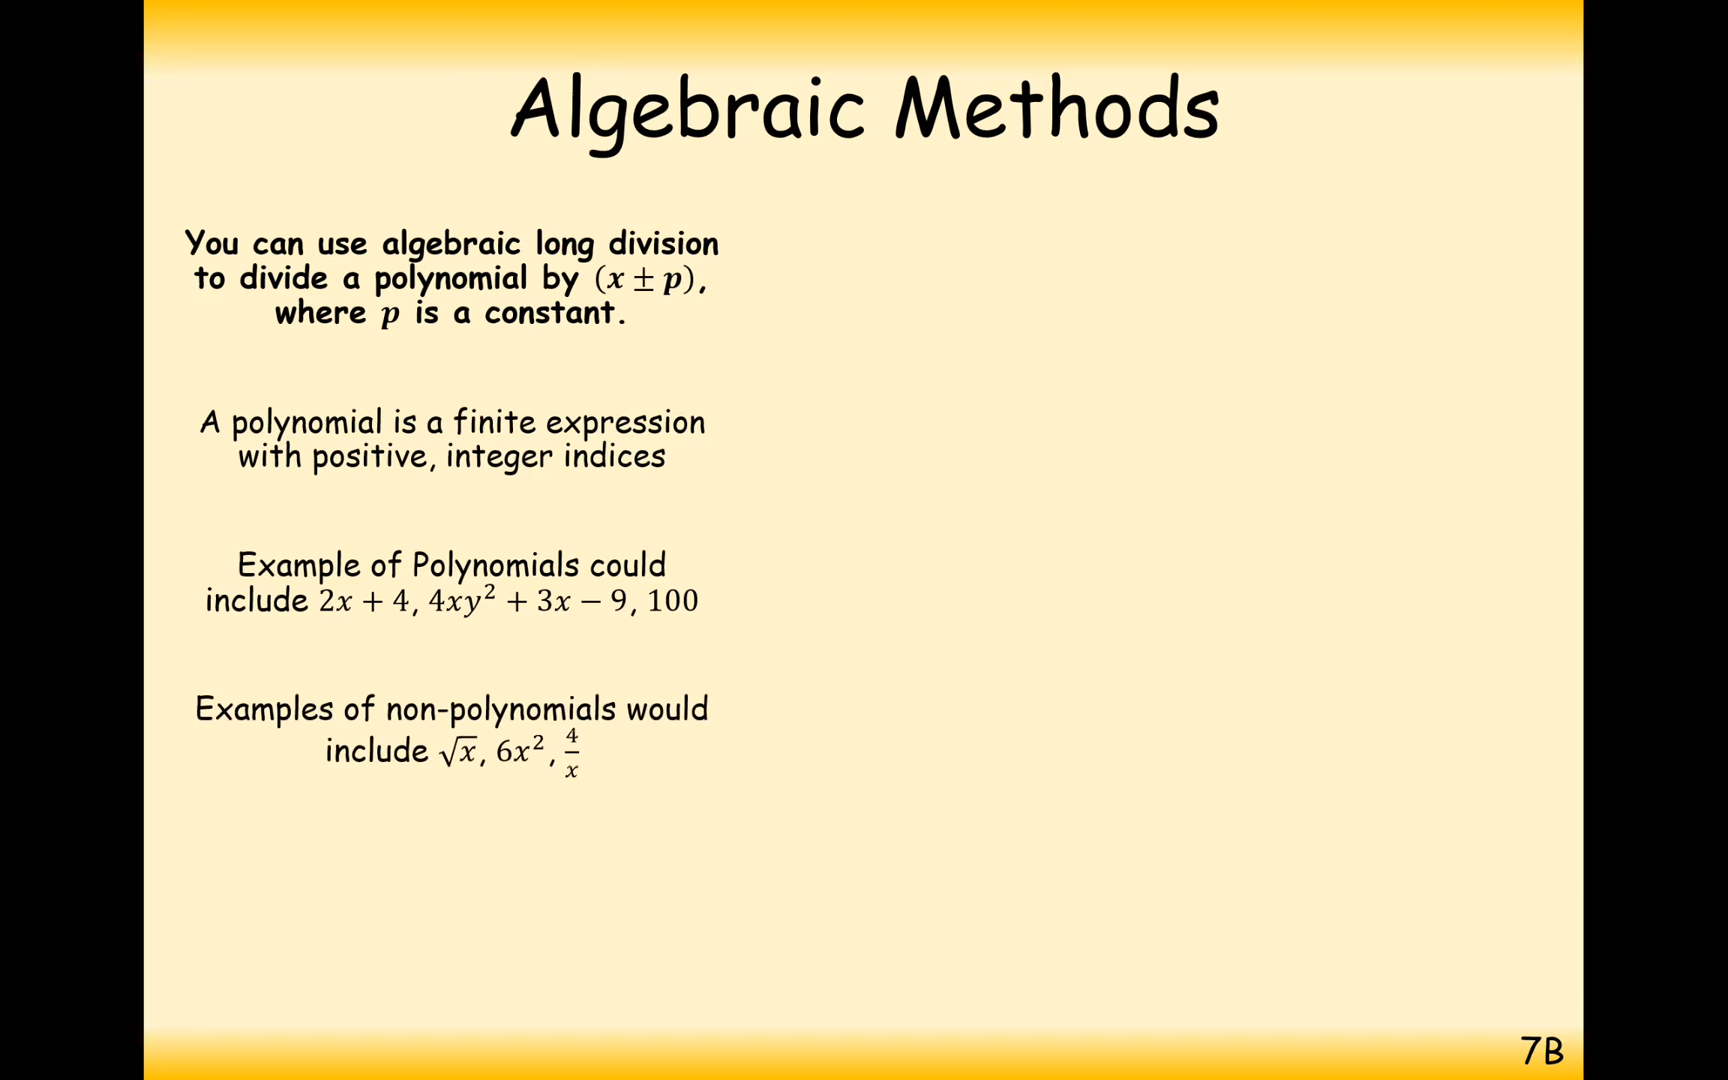 Algebraic Methods
You can use algebraic long division
to divide a polynomial by (x ± p),
where p is a constant.
A polynomial is a finite expression
with positive, integer indices
Example of Polynomials could
include 2x + 4, 4xy² + 3x − 9, 100
Examples of non-polynomials would
include √x, 6x², 4/x
7B